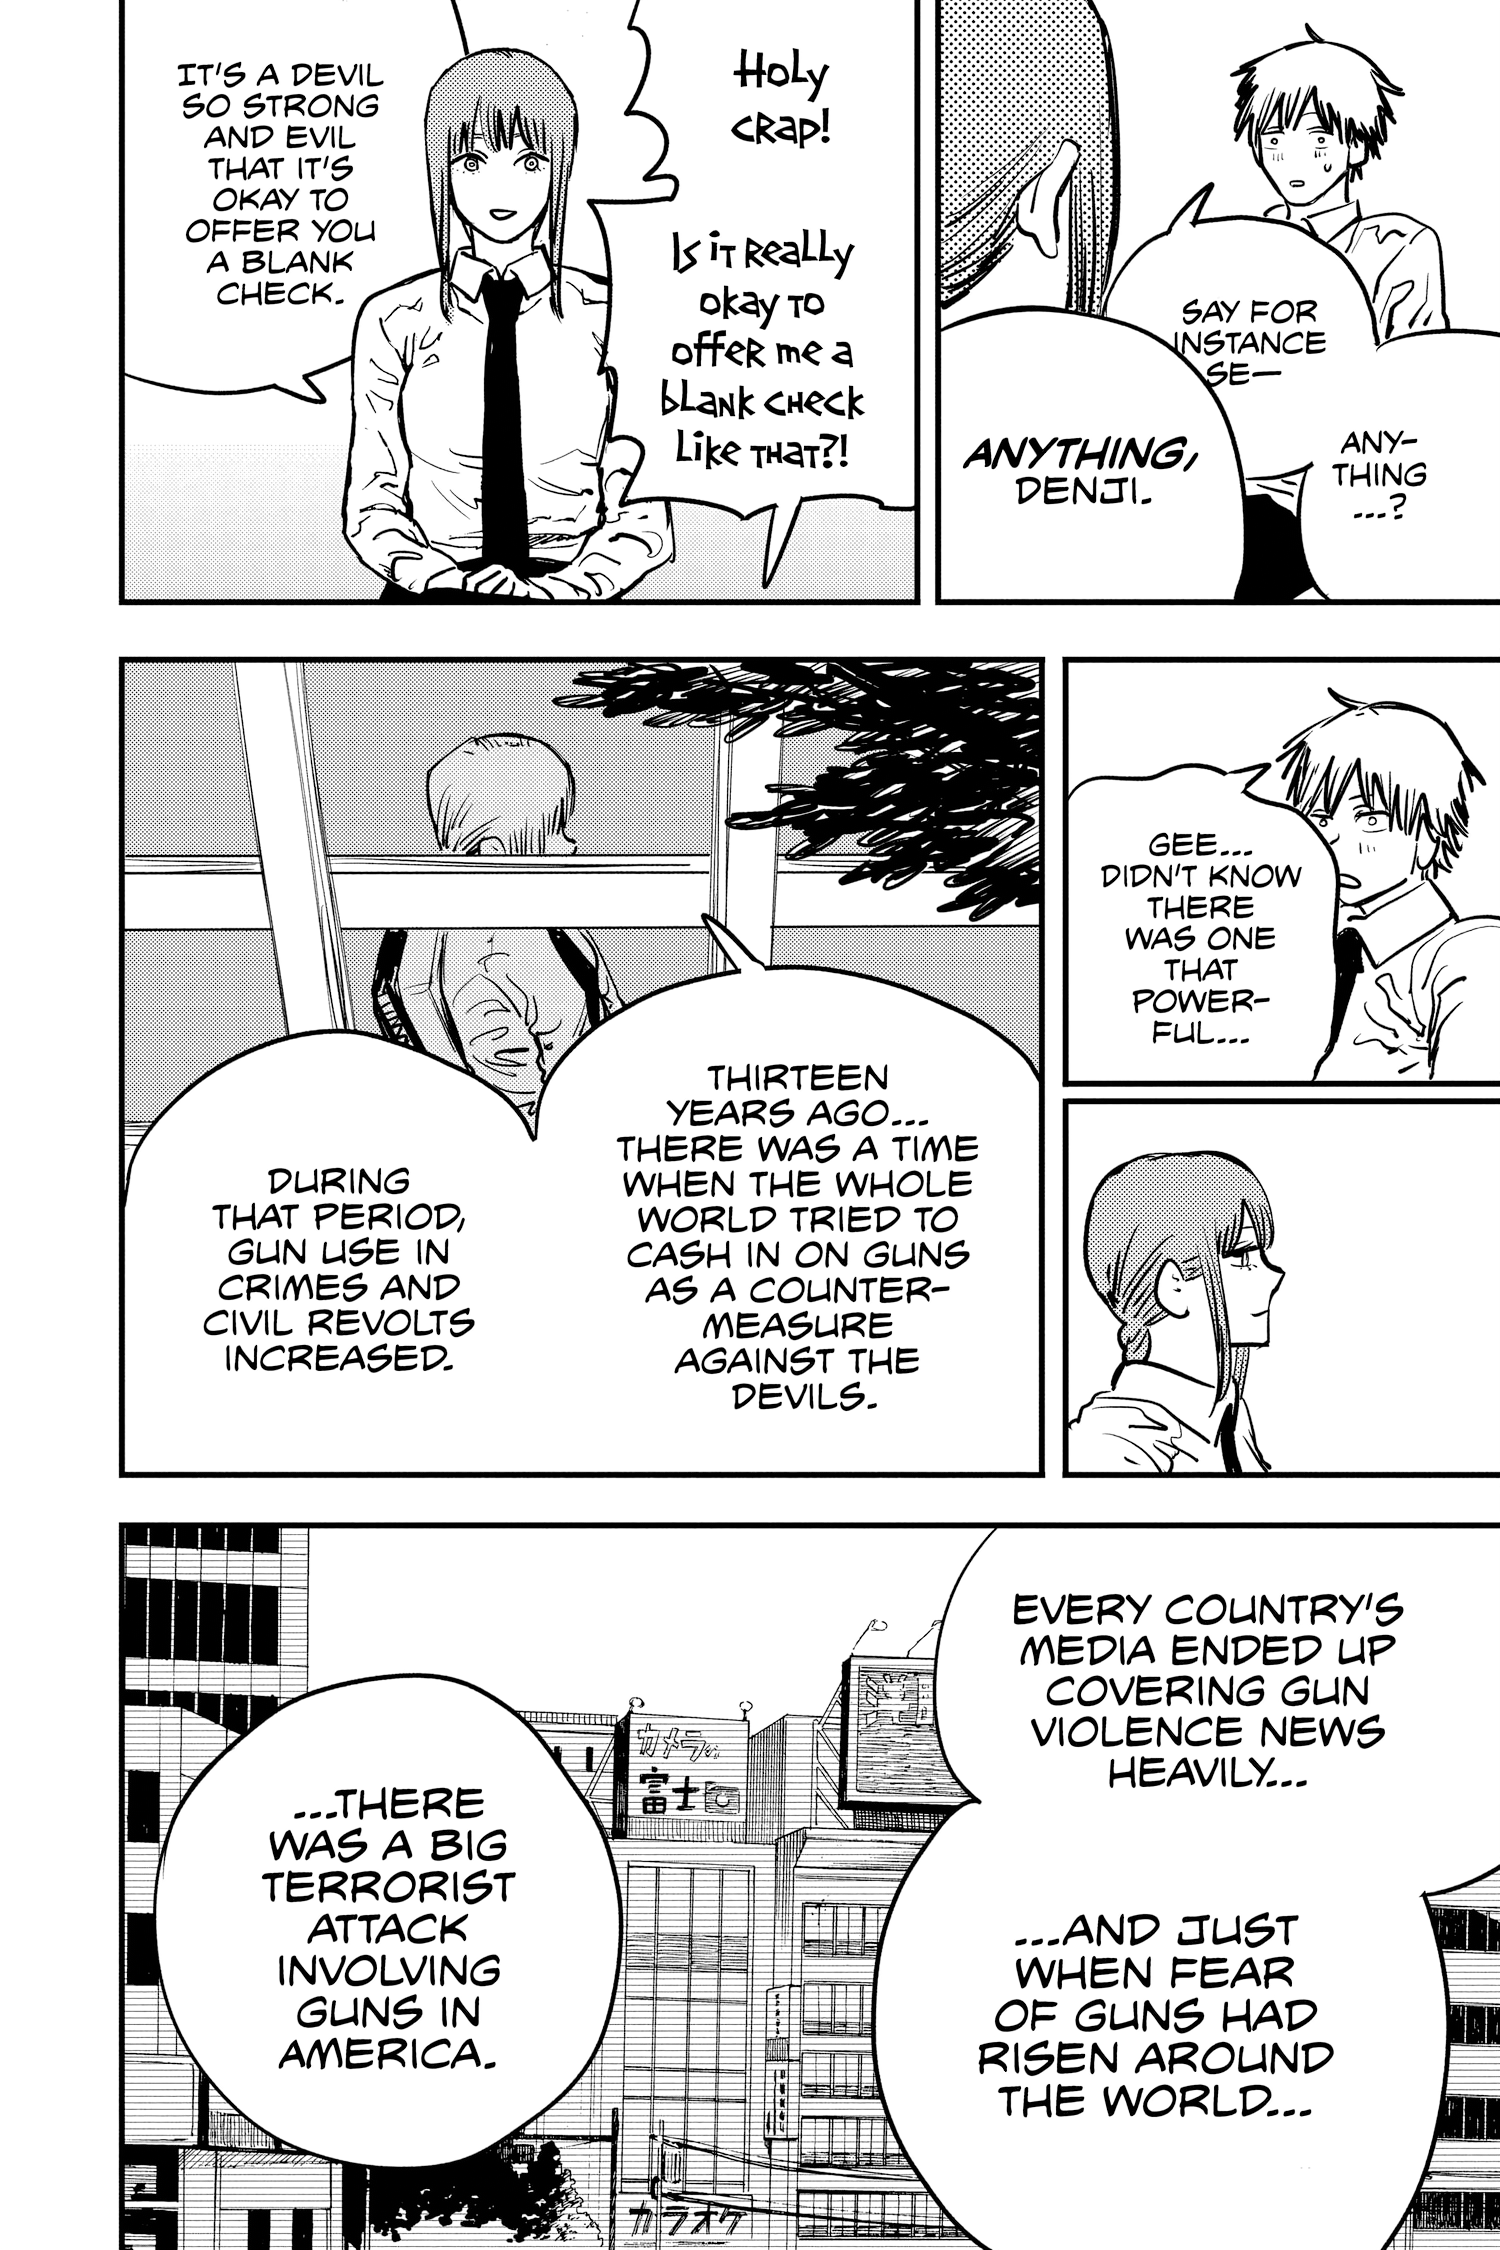 SAY FOR
INSTANCE
SE—
ANY-
THING
...?
ANYTHING,
DENJI.
HOLY
CRAP!
IS IT REALLY
OKAY TO
OFFER ME A
BLANK CHECK
LIKE THAT?!
IT'S A DEVIL
SO STRONG
AND EVIL
THAT IT'S
OKAY TO
OFFER YOU
A BLANK
CHECK.
GEE...
DIDN'T KNOW
THERE
WAS ONE
THAT
POWER-
FUL...
THIRTEEN
YEARS AGO...
THERE WAS A TIME
WHEN THE WHOLE
WORLD TRIED TO
CASH IN ON GUNS
AS A COUNTER-
MEASURE
AGAINST THE
DEVILS.
DURING
THAT PERIOD,
GUN USE IN
CRIMES AND
CIVIL REVOLTS
INCREASED.
EVERY COUNTRY'S
MEDIA ENDED UP
COVERING GUN
VIOLENCE NEWS
HEAVILY...
...AND JUST
WHEN FEAR
OF GUNS HAD
RISEN AROUND
THE WORLD...
...THERE
WAS A BIG
TERRORIST
ATTACK
INVOLVING
GUNS IN
AMERICA.
カメラの
富士
カラオケ